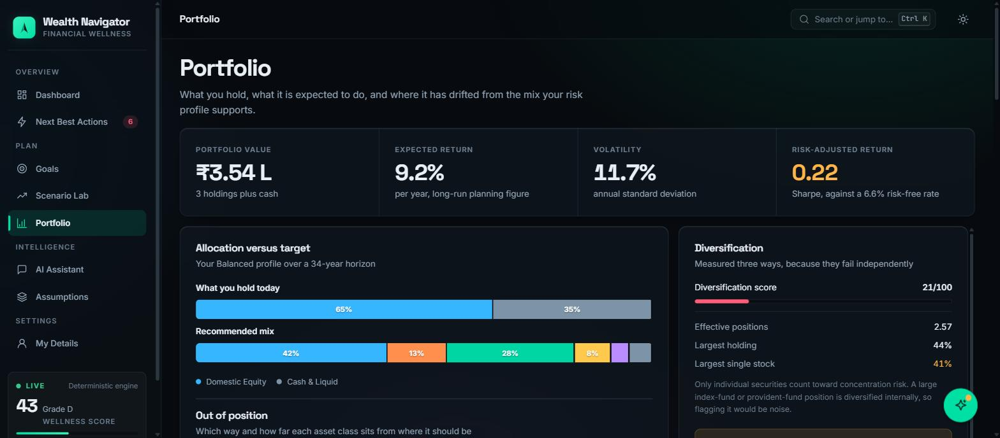 Wealth Navigator
FINANCIAL WELLNESS
OVERVIEW
Dashboard
Next Best Actions 6
PLAN
Goals
Scenario Lab
Portfolio
INTELLIGENCE
AI Assistant
Assumptions
SETTINGS
My Details
LIVE Deterministic engine
43 Grade D
WELLNESS SCORE
Portfolio
Search or jump to... Ctrl K
Portfolio
What you hold, what it is expected to do, and where it has drifted from the mix your risk
profile supports.
PORTFOLIO VALUE
₹3.54 L
3 holdings plus cash
EXPECTED RETURN
9.2%
per year, long-run planning figure
VOLATILITY
11.7%
annual standard deviation
RISK-ADJUSTED RETURN
0.22
Sharpe, against a 6.6% risk-free rate
Allocation versus target
Your Balanced profile over a 34-year horizon
What you hold today
65% 35%
Recommended mix
42% 13% 28% 8%
Domestic Equity Cash & Liquid
Out of position
Which way and how far each asset class sits from where it should be
Diversification
Measured three ways, because they fail independently
Diversification score 21/100
Effective positions 2.57
Largest holding 44%
Largest single stock 41%
Only individual securities count toward concentration risk. A large
index-fund or provident-fund position is diversified internally, so
flagging it would be noise.